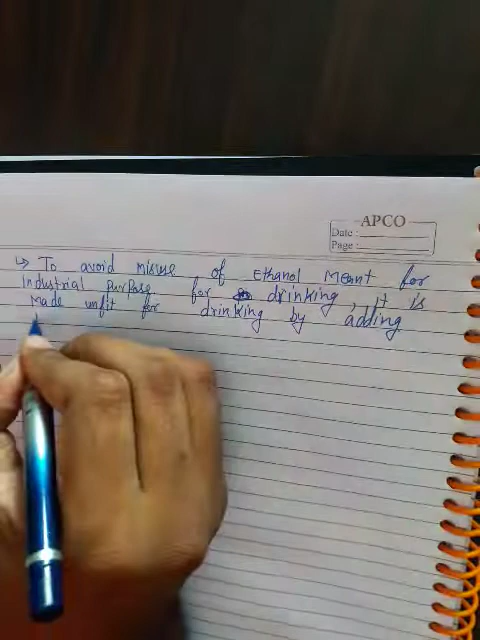 APCO
Date :
Page :
↳ To avoid misuse of Ethanol Meant for
Industrial purpose for drinking, it is
Made unfit for drinking by adding